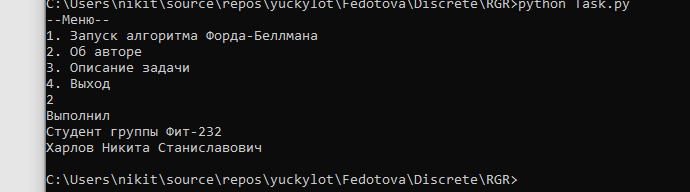 C:\Users\nikit\source\repos\yuckylot\Fedotova\Discrete\RGR>python Task.py
--Меню--
1. Запуск алгоритма Форда-Беллмана
2. Об авторе
3. Описание задачи
4. Выход
2
Выполнил
Студент группы Фит-232
Харлов Никита Станиславович
C:\Users\nikit\source\repos\yuckylot\Fedotova\Discrete\RGR>